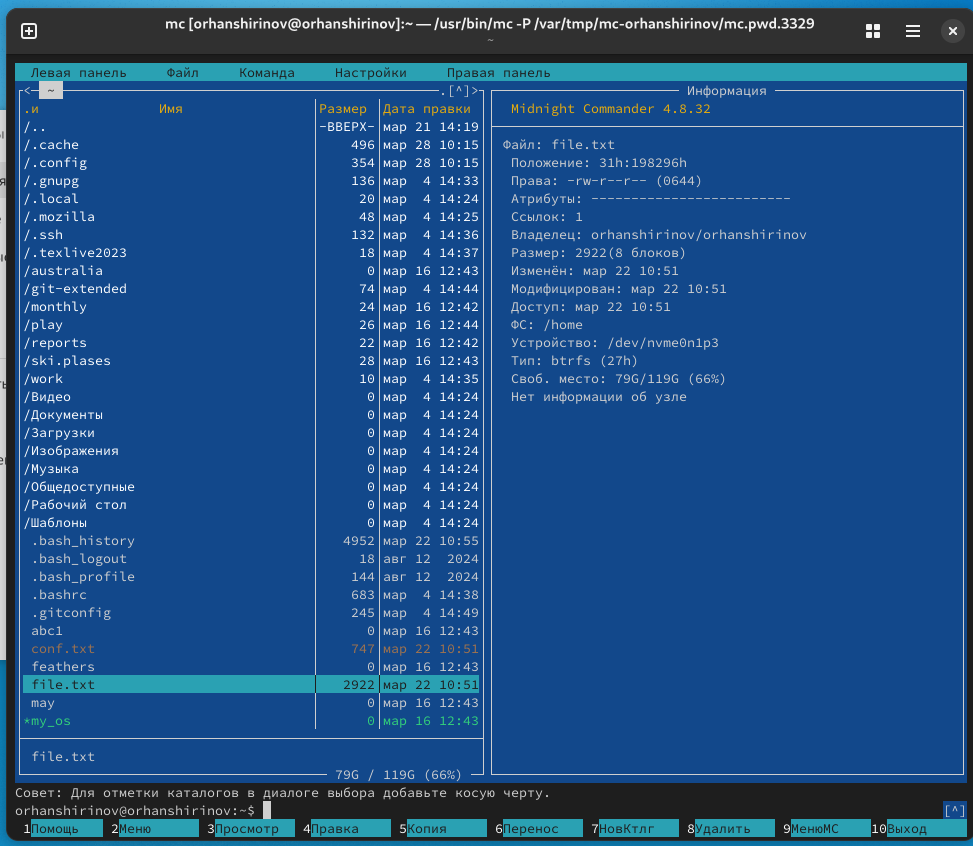 mc [orhanshirinov@orhanshirinov]:~ — /usr/bin/mc -P /var/tmp/mc-orhanshirinov/mc.pwd.3329
~
Левая панель Файл Команда Настройки Правая панель
<─ ~ ─.[^]>
.и Имя Размер Дата правки
/.. -ВВЕРХ- мар 21 14:19
/.cache 496 мар 28 10:15
/.config 354 мар 28 10:15
/.gnupg 136 мар 4 14:33
/.local 20 мар 4 14:24
/.mozilla 48 мар 4 14:25
/.ssh 132 мар 4 14:36
/.texlive2023 18 мар 4 14:37
/australia 0 мар 16 12:43
/git-extended 74 мар 4 14:44
/monthly 24 мар 16 12:42
/play 26 мар 16 12:44
/reports 22 мар 16 12:42
/ski.plases 28 мар 16 12:43
/work 10 мар 4 14:35
/Видео 0 мар 4 14:24
/Документы 0 мар 4 14:24
/Загрузки 0 мар 4 14:24
/Изображения 0 мар 4 14:24
/Музыка 0 мар 4 14:24
/Общедоступные 0 мар 4 14:24
/Рабочий стол 0 мар 4 14:24
/Шаблоны 0 мар 4 14:24
.bash_history 4952 мар 22 10:55
.bash_logout 18 авг 12 2024
.bash_profile 144 авг 12 2024
.bashrc 683 мар 4 14:38
.gitconfig 245 мар 4 14:49
abc1 0 мар 16 12:43
conf.txt 747 мар 22 10:51
feathers 0 мар 16 12:43
file.txt 2922 мар 22 10:51
may 0 мар 16 12:43
*my_os 0 мар 16 12:43
file.txt
79G / 119G (66%)
Информация
Midnight Commander 4.8.32
Файл: file.txt
Положение: 31h:198296h
Права: -rw-r--r-- (0644)
Атрибуты: -------------------------
Ссылок: 1
Владелец: orhanshirinov/orhanshirinov
Размер: 2922(8 блоков)
Изменён: мар 22 10:51
Модифицирован: мар 22 10:51
Доступ: мар 22 10:51
ФС: /home
Устройство: /dev/nvme0n1p3
Тип: btrfs (27h)
Своб. место: 79G/119G (66%)
Нет информации об узле
Совет: Для отметки каталогов в диалоге выбора добавьте косую черту.
orhanshirinov@orhanshirinov:~$ [^]
1Помощь 2Меню 3Просмотр 4Правка 5Копия 6Перенос 7НовКтлг 8Удалить 9МенюМС 10Выход